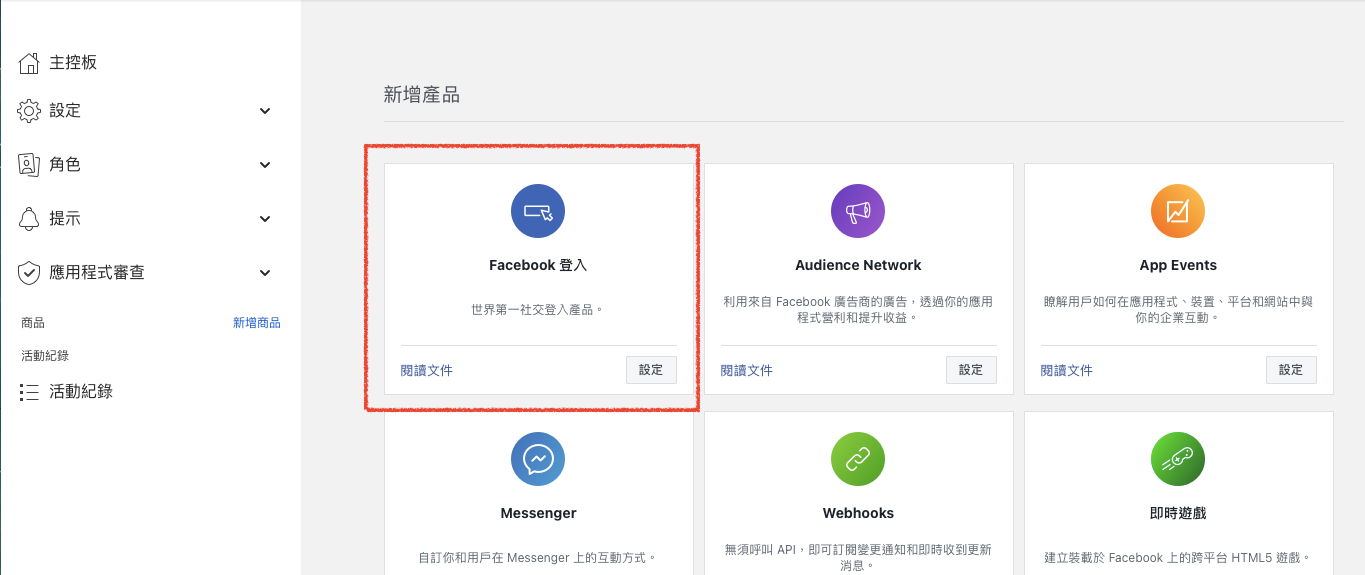 主控板
設定
角色
提示
應用程式審查
商品 新增商品
活動紀錄
活動紀錄
新增產品
Facebook 登入
世界第一社交登入產品。
閱讀文件 設定
Audience Network
利用來自 Facebook 廣告商的廣告，透過你的應用
程式營利和提升收益。
閱讀文件 設定
App Events
瞭解用戶如何在應用程式、裝置、平台和網站中與
你的企業互動。
閱讀文件 設定
Messenger
自訂你和用戶在 Messenger 上的互動方式。
Webhooks
無須呼叫 API，即可訂閱變更通知和即時收到更新
消息。
即時遊戲
建立裝載於 Facebook 上的跨平台 HTML5 遊戲。